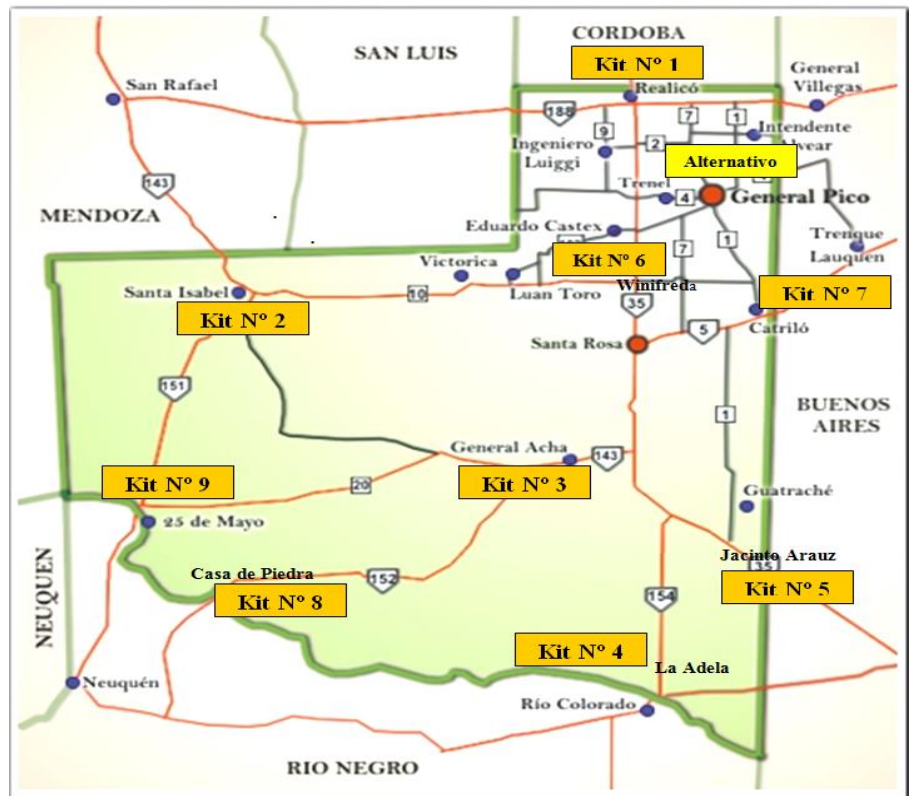 CORDOBA
SAN LUIS
Kit Nº 1
General
Villegas
San Rafael
Realicó
188
9
7
1
Ingeniero
Luiggi
2
Intendente
Alvear
Alternativo
143
Trenel
4
General Pico
MENDOZA
Eduardo Castex
7
1
Trenque
Lauquen
Victorica
Kit Nº 6
Santa Isabel
10
Luan Toro
Winifreda
Kit Nº 7
Kit Nº 2
35
Catriló
Santa Rosa
5
151
1
BUENOS
AIRES
General Acha
143
Kit Nº 9
20
Kit Nº 3
Guatraché
25 de Mayo
Jacinto Arauz
35
Casa de Piedra
152
Kit Nº 5
NEUQUEN
Kit Nº 8
154
Kit Nº 4
La Adela
Neuquén
Río Colorado
RIO NEGRO